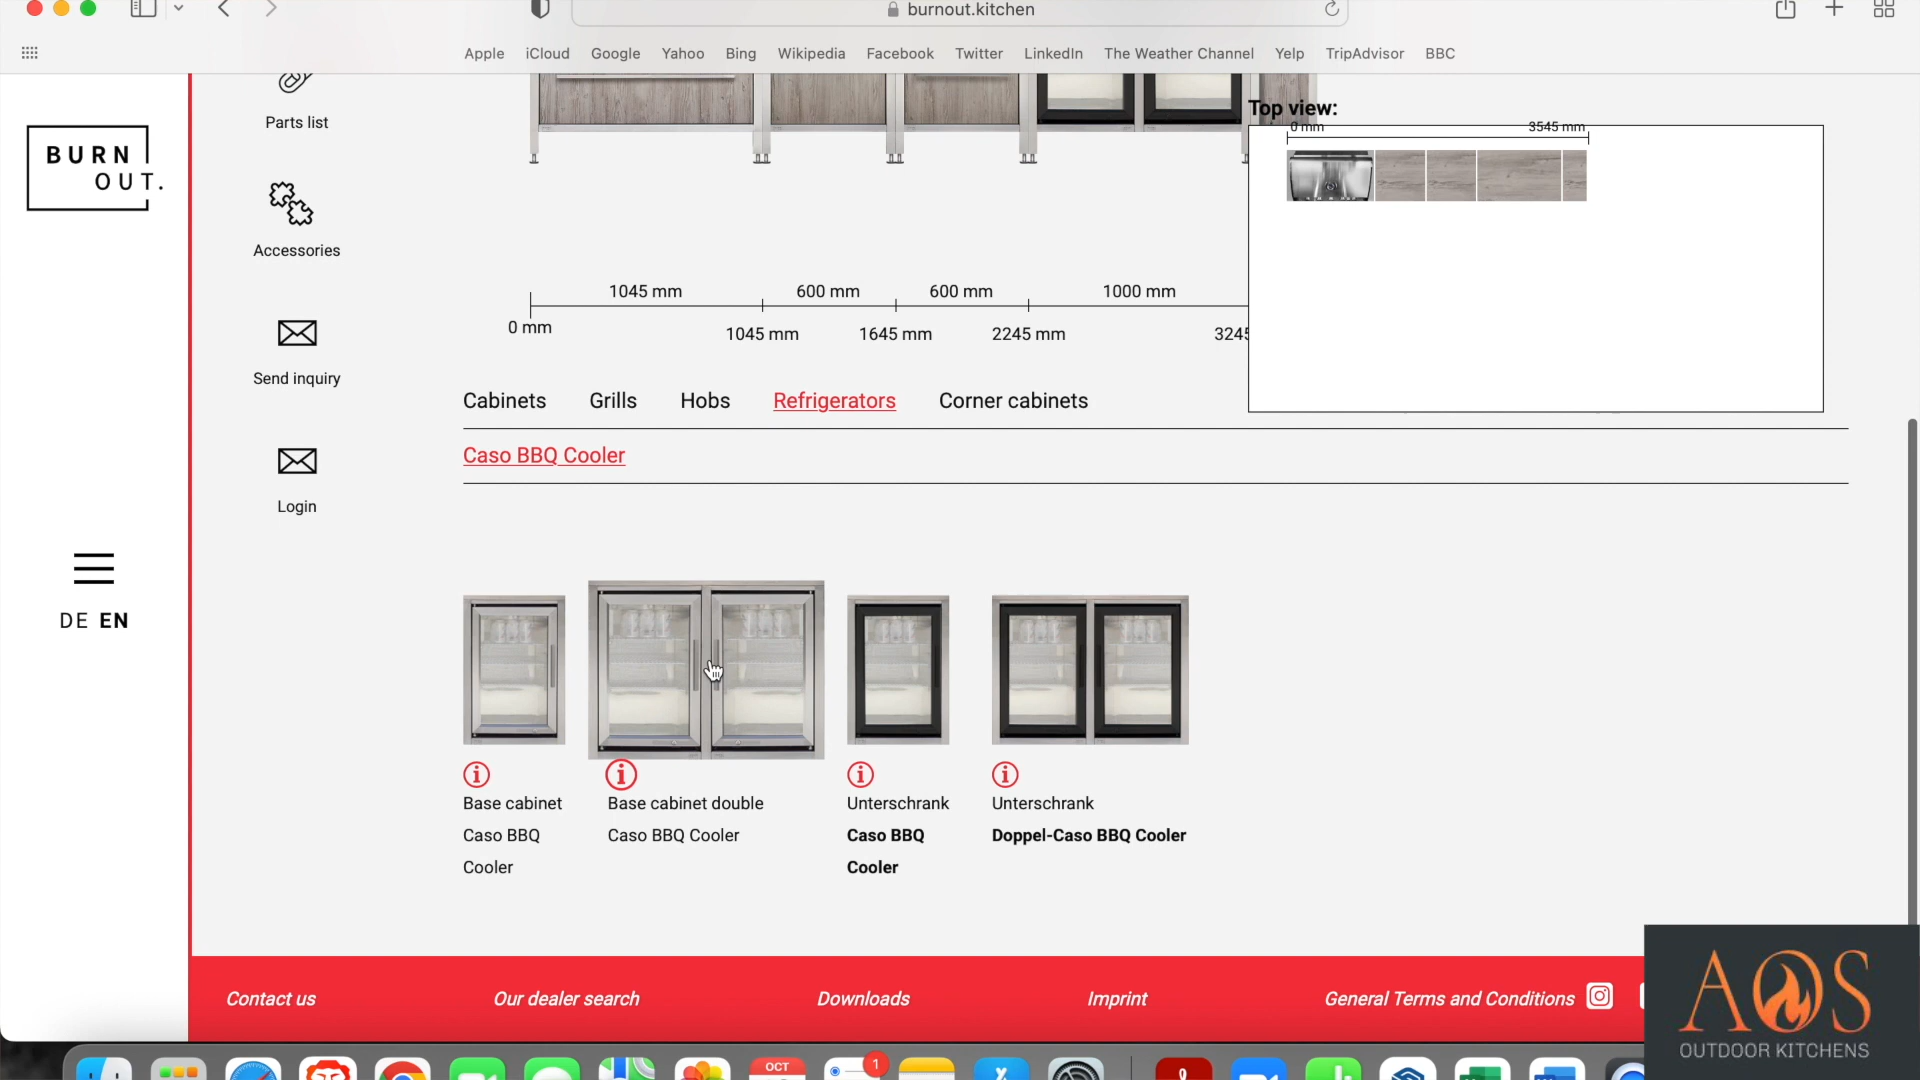 burnout.kitchen
Apple iCloud Google Yahoo Bing Wikipedia Facebook Twitter LinkedIn The Weather Channel Yelp TripAdvisor BBC
BURN
OUT.
DE EN
Parts list
Accessories
Send inquiry
Login
Top view:
0 mm 3545 mm
1045 mm 600 mm 600 mm 1000 mm
0 mm 1045 mm 1645 mm 2245 mm 3245
Cabinets Grills Hobs Refrigerators Corner cabinets
Caso BBQ Cooler
Base cabinet
Caso BBQ
Cooler
Base cabinet double
Caso BBQ Cooler
Unterschrank
Caso BBQ
Cooler
Unterschrank
Doppel-Caso BBQ Cooler
Contact us Our dealer search Downloads Imprint General Terms and Conditions
AOS
OUTDOOR KITCHENS
OCT
1